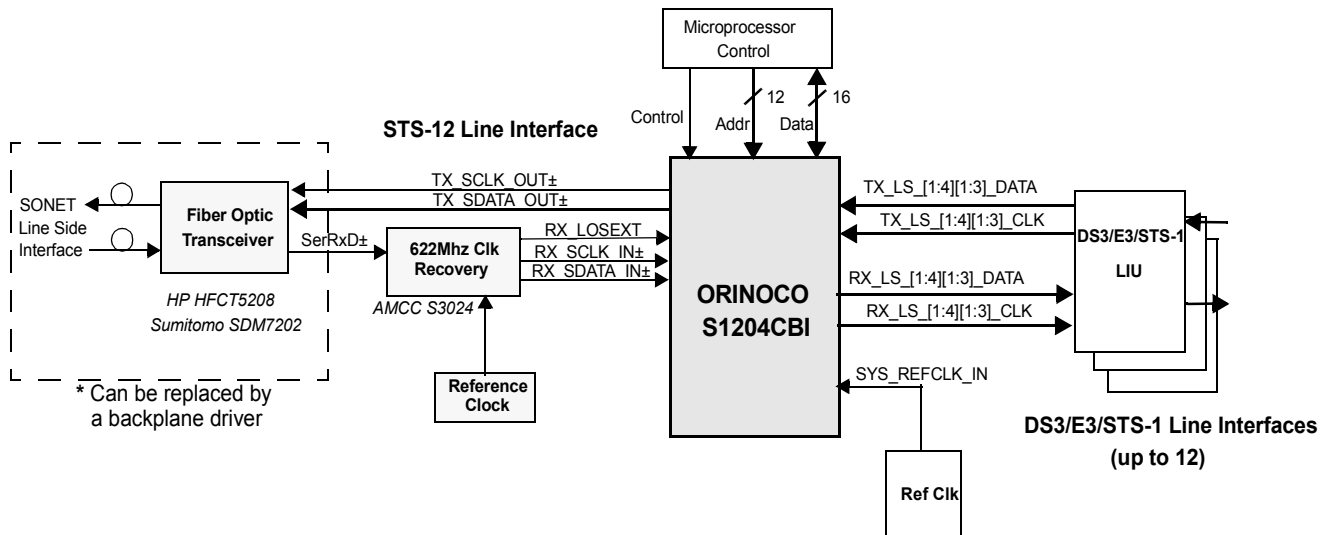 Microprocessor
Control
Control
12
Addr
16
Data
STS-12 Line Interface
SONET
Line Side
Interface
Fiber Optic
Transceiver
HP HFCT5208
Sumitomo SDM7202
* Can be replaced by
a backplane driver
TX_SCLK_OUT±
TX_SDATA_OUT±
SerRxD±
622Mhz Clk
Recovery
AMCC S3024
RX_LOSEXT
RX_SCLK_IN±
RX_SDATA_IN±
Reference
Clock
ORINOCO
S1204CBI
TX_LS_[1:4][1:3]_DATA
TX_LS_[1:4][1:3]_CLK
RX_LS_[1:4][1:3]_DATA
RX_LS_[1:4][1:3]_CLK
SYS_REFCLK_IN
Ref Clk
DS3/E3/STS-1
LIU
DS3/E3/STS-1 Line Interfaces
(up to 12)